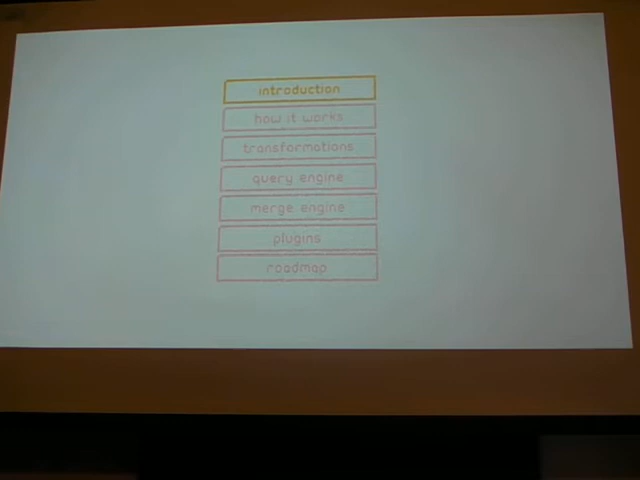 introduction
how it works
transformations
query engine
merge engine
plugins
roadmap